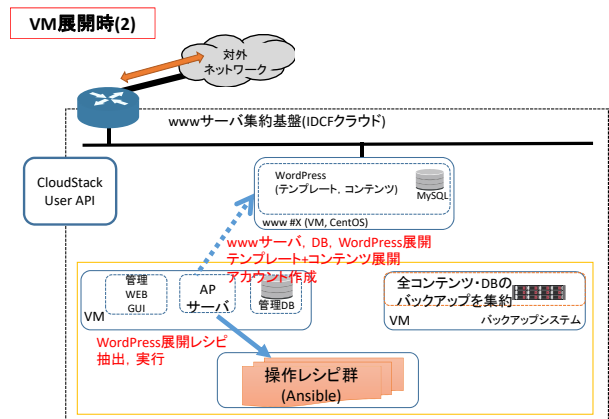 VM展開時(2)
対外
ネットワーク
wwwサーバ集約基盤(IDCFクラウド)
CloudStack
User API
WordPress
(テンプレート, コンテンツ)
MySQL
www #X (VM, CentOS)
wwwサーバ, DB, WordPress展開
テンプレート+コンテンツ展開
アカウント作成
管理
WEB
GUI
VM
AP
サーバ
管理DB
全コンテンツ・DBの
バックアップを集約
VM
バックアップシステム
WordPress展開レシピ
抽出, 実行
操作レシピ群
(Ansible)